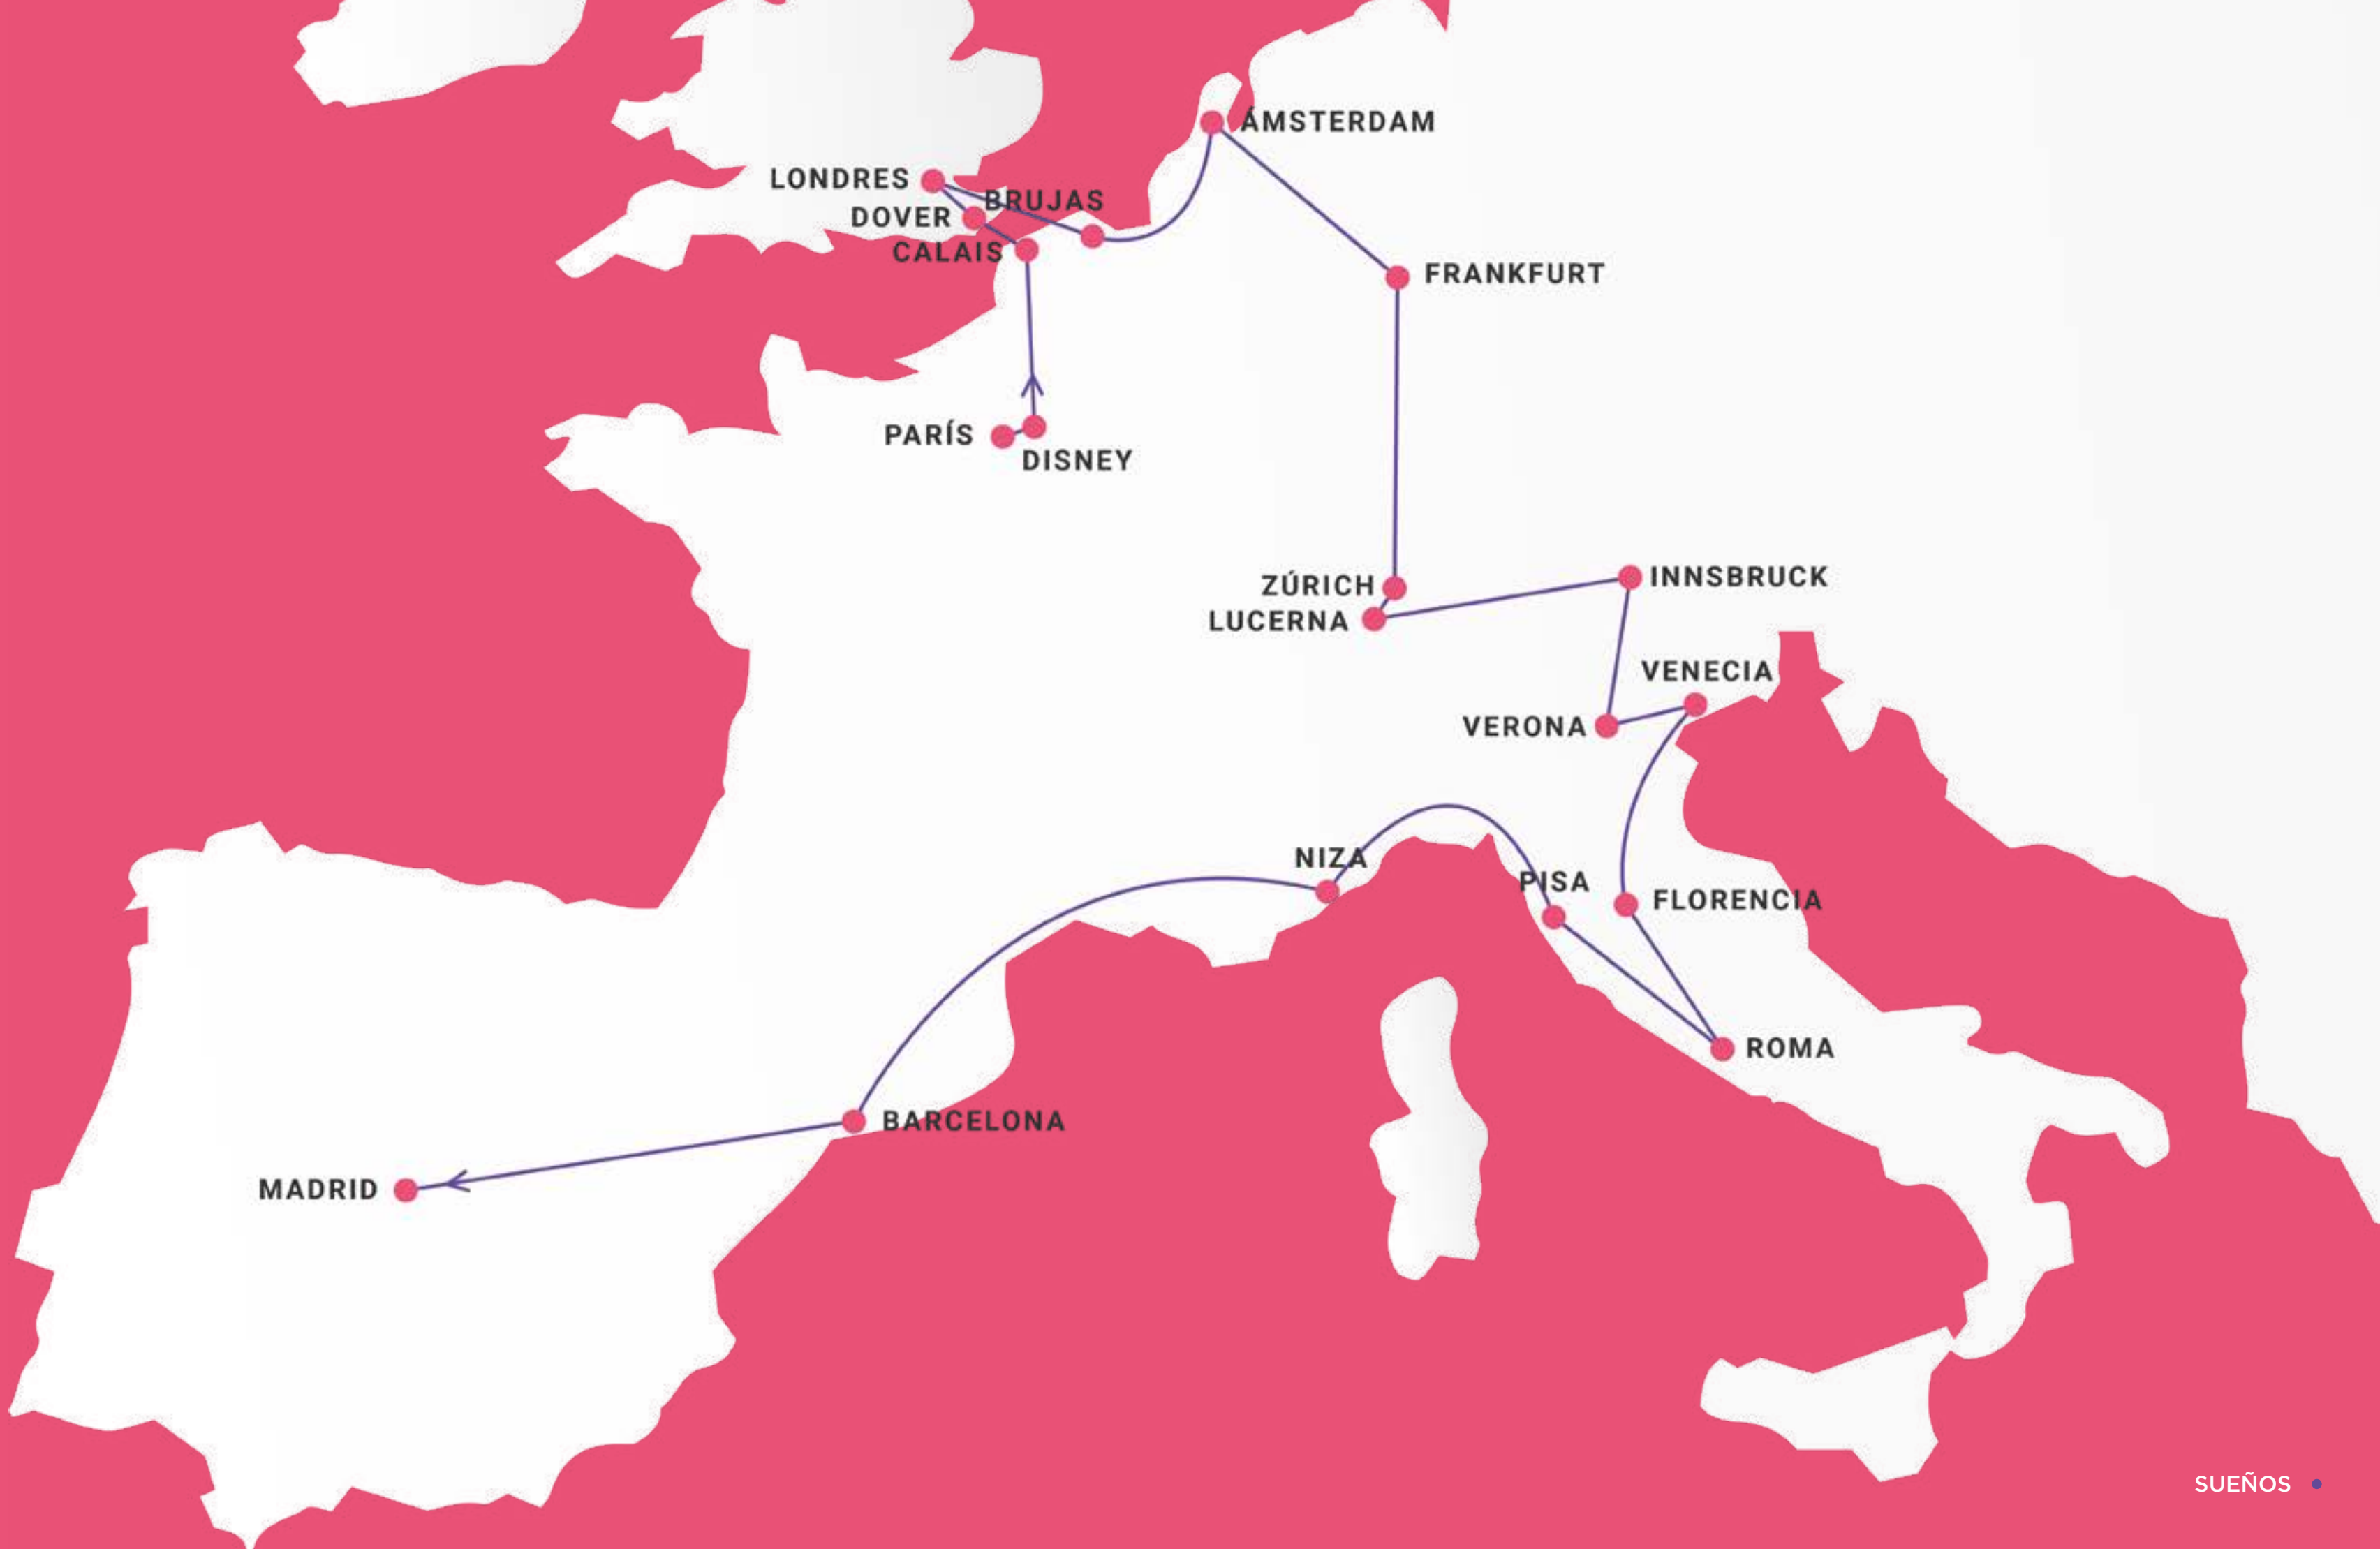 ÁMSTERDAM
LONDRES
BRUJAS
DOVER
CALAIS
FRANKFURT
PARÍS
DISNEY
ZÚRICH
INNSBRUCK
LUCERNA
VENECIA
VERONA
NIZA
PISA
FLORENCIA
ROMA
BARCELONA
MADRID
SUEÑOS